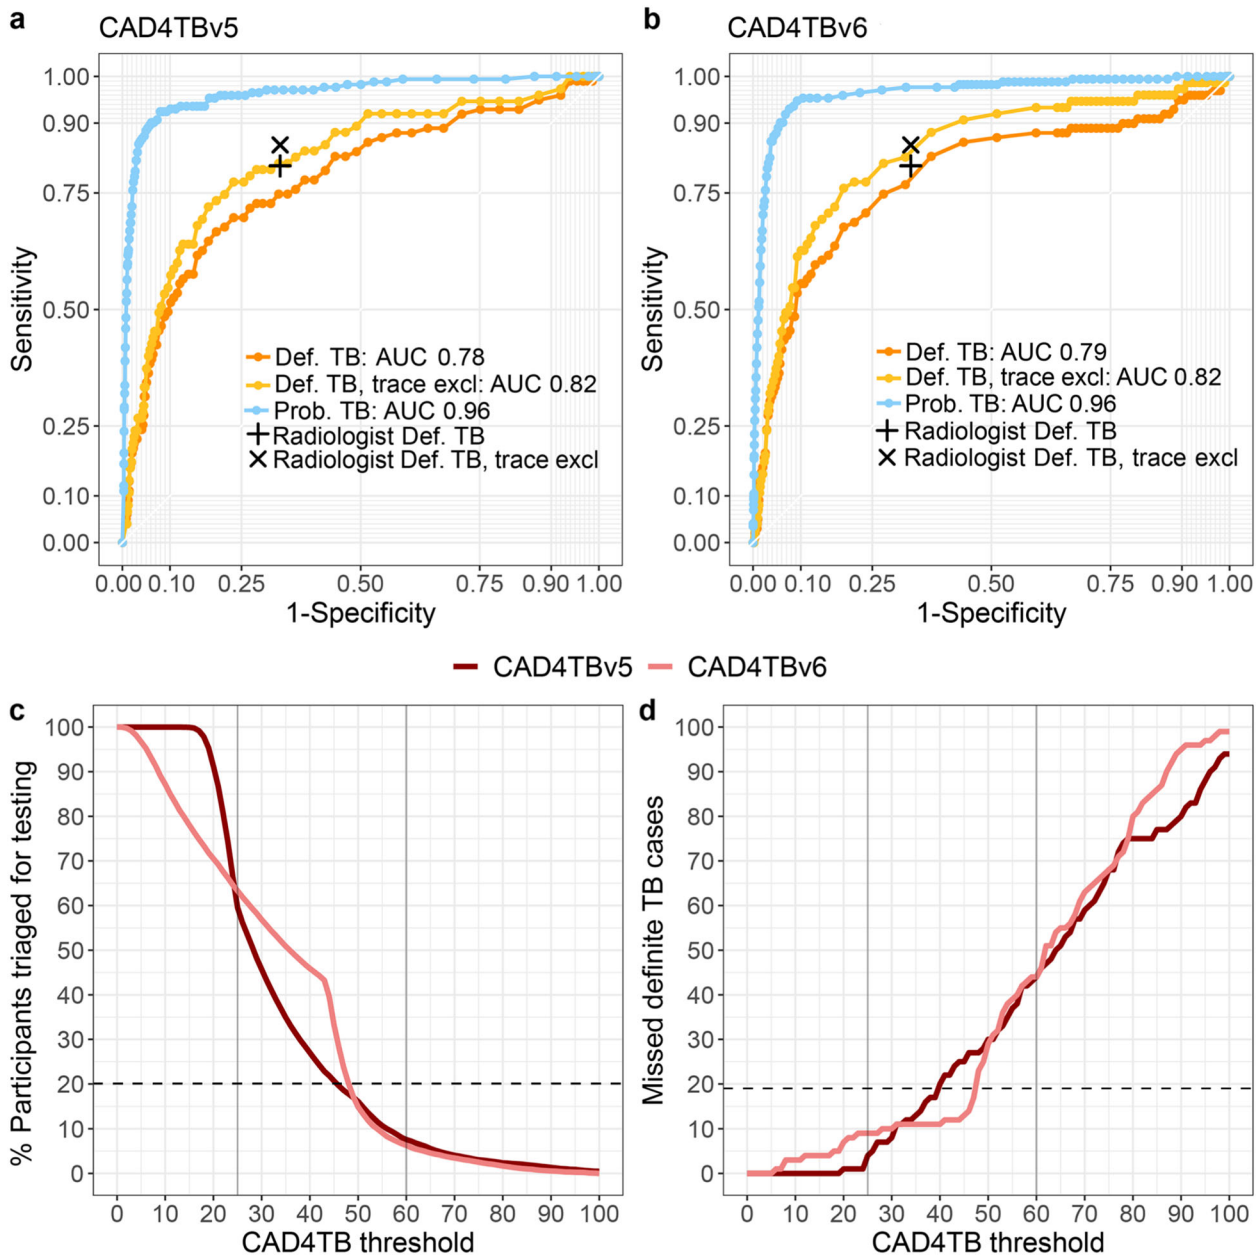 a
CAD4TBv5
1.00
0.90
0.75
0.50
0.25
0.10
0.00
Sensitivity
Def. TB: AUC 0.78
Def. TB, trace excl: AUC 0.82
Prob. TB: AUC 0.96
Radiologist Def. TB
Radiologist Def. TB, trace excl
0.00 0.10 0.25 0.50 0.75 0.90 1.00
1-Specificity
b
CAD4TBv6
1.00
0.90
0.75
0.50
0.25
0.10
0.00
Sensitivity
Def. TB: AUC 0.79
Def. TB, trace excl: AUC 0.82
Prob. TB: AUC 0.96
Radiologist Def. TB
Radiologist Def. TB, trace excl
0.00 0.10 0.25 0.50 0.75 0.90 1.00
1-Specificity
CAD4TBv5 CAD4TBv6
c
100
90
80
70
60
50
40
30
20
10
0
% Participants triaged for testing
0 10 20 30 40 50 60 70 80 90 100
CAD4TB threshold
d
100
90
80
70
60
50
40
30
20
10
0
Missed definite TB cases
0 10 20 30 40 50 60 70 80 90 100
CAD4TB threshold